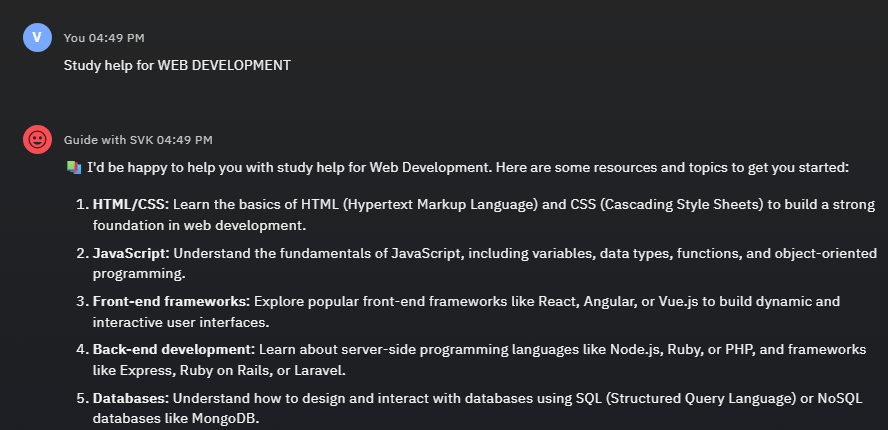 V
You 04:49 PM
Study help for WEB DEVELOPMENT
Guide with SVK 04:49 PM
📚 I'd be happy to help you with study help for Web Development. Here are some resources and topics to get you started:
1. HTML/CSS: Learn the basics of HTML (Hypertext Markup Language) and CSS (Cascading Style Sheets) to build a strong
foundation in web development.
2. JavaScript: Understand the fundamentals of JavaScript, including variables, data types, functions, and object-oriented
programming.
3. Front-end frameworks: Explore popular front-end frameworks like React, Angular, or Vue.js to build dynamic and
interactive user interfaces.
4. Back-end development: Learn about server-side programming languages like Node.js, Ruby, or PHP, and frameworks
like Express, Ruby on Rails, or Laravel.
5. Databases: Understand how to design and interact with databases using SQL (Structured Query Language) or NoSQL
databases like MongoDB.